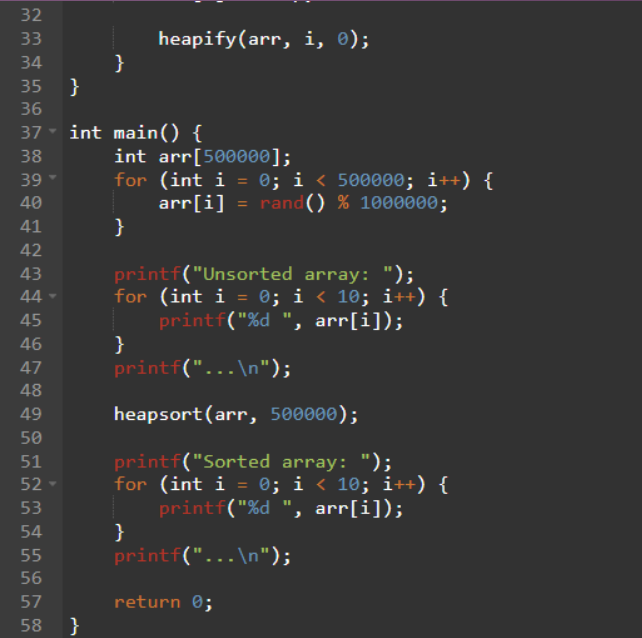 32
33 heapify(arr, i, 0);
34 }
35 }
36
37 int main() {
38 int arr[500000];
39 for (int i = 0; i < 500000; i++) {
40 arr[i] = rand() % 1000000;
41 }
42
43 printf("Unsorted array: ");
44 for (int i = 0; i < 10; i++) {
45 printf("%d ", arr[i]);
46 }
47 printf("...\n");
48
49 heapsort(arr, 500000);
50
51 printf("Sorted array: ");
52 for (int i = 0; i < 10; i++) {
53 printf("%d ", arr[i]);
54 }
55 printf("...\n");
56
57 return 0;
58 }